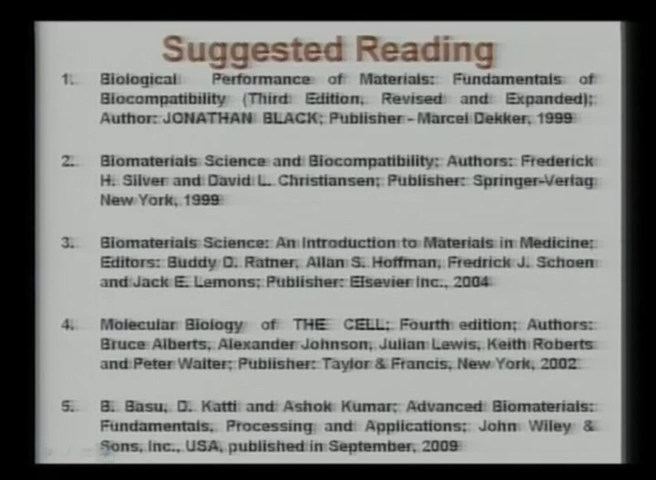 Suggested Reading
1. Biological Performance of Materials: Fundamentals of
Biocompatibility (Third Edition, Revised and Expanded);
Author: JONATHAN BLACK; Publisher - Marcel Dekker, 1999
2. Biomaterials Science and Biocompatibility; Authors: Frederick
H. Silver and David L. Christiansen; Publisher: Springer-Verlag
New York, 1999
3. Biomaterials Science: An Introduction to Materials in Medicine;
Editors: Buddy D. Ratner, Allan S. Hoffman, Fredrick J. Schoen
and Jack E. Lemons; Publisher: Elsevier Inc., 2004
4. Molecular Biology of THE CELL; Fourth edition; Authors:
Bruce Alberts, Alexander Johnson, Julian Lewis, Keith Roberts
and Peter Walter; Publisher: Taylor & Francis, New York, 2002
5. B. Basu, D. Katti and Ashok Kumar; Advanced Biomaterials:
Fundamentals, Processing and Applications; John Wiley &
Sons, Inc., USA, published in September, 2009